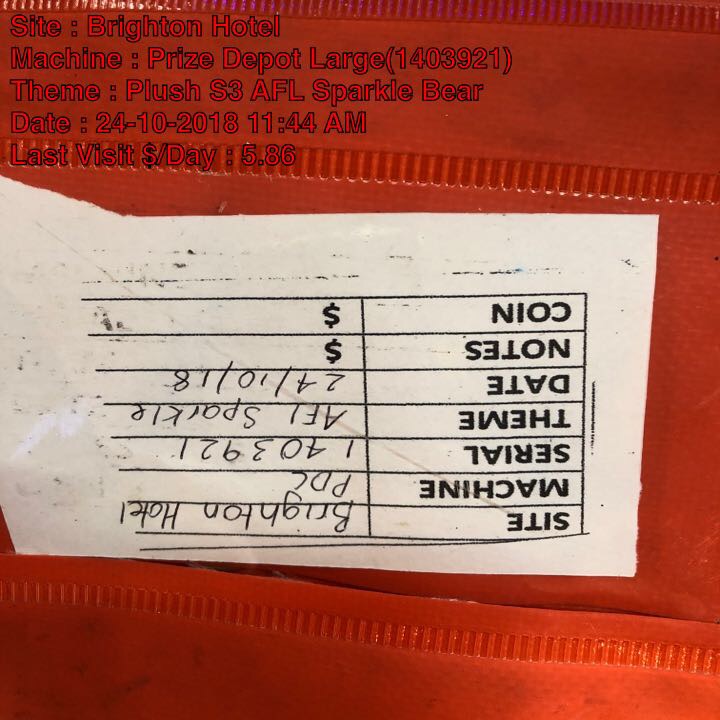 Site : Brighton Hotel
Machine : Prize Depot Large(1403921)
Theme : Plush S3 AFL Sparkle Bear
Date : 24-10-2018 11:44 AM
Last Visit $/Day : 5.86
SITE Brighton Hotel
MACHINE PDL
SERIAL 1403921
THEME AFL Sparkle
DATE 24/10/18
NOTES $
COIN $